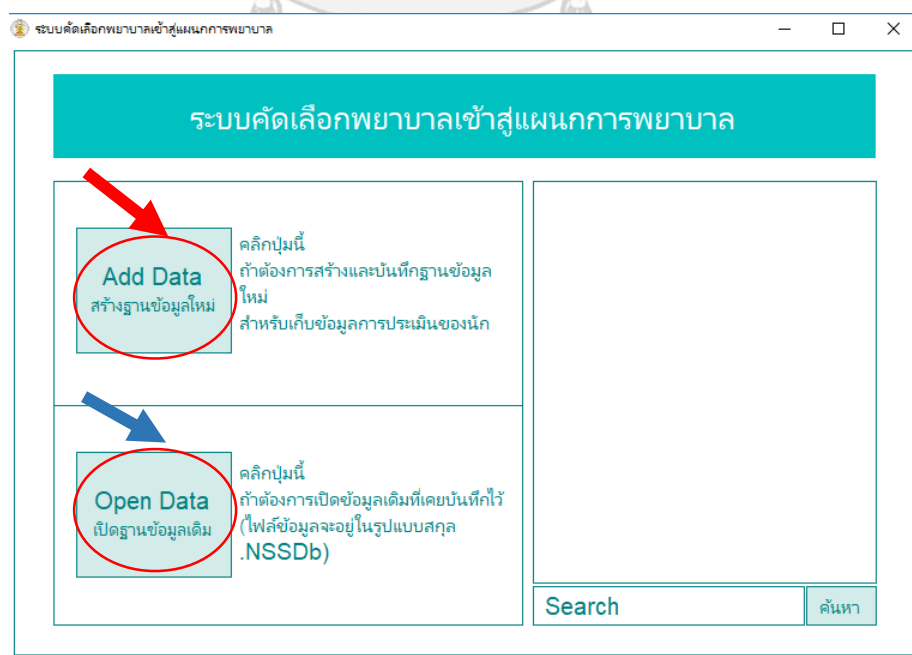 ระบบคัดเลือกพยาบาลเข้าสู่แผนกการพยาบาล
ระบบคัดเลือกพยาบาลเข้าสู่แผนกการพยาบาล
Add Data
สร้างฐานข้อมูลใหม่
คลิกปุ่มนี้
ถ้าต้องการสร้างและบันทึกฐานข้อมูล
ใหม่
สำหรับเก็บข้อมูลการประเมินของนัก
Open Data
เปิดฐานข้อมูลเดิม
คลิกปุ่มนี้
ถ้าต้องการเปิดข้อมูลเดิมที่เคยบันทึกไว้
(ไฟล์ข้อมูลจะอยู่ในรูปแบบสกุล
.NSSDb)
Search
ค้นหา